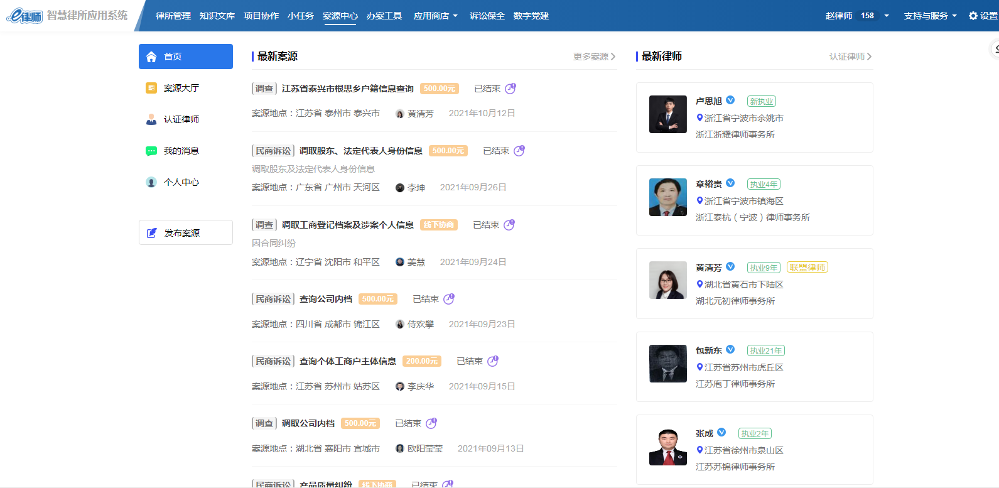 e律师 智慧律所应用系统 律所管理 知识文库 项目协作 小任务 案源中心 办案工具 应用商店 诉讼保全 数字党建 赵律师 158 支持与服务 设置
首页
案源大厅
认证律师
我的消息
个人中心
发布案源
最新案源 更多案源
调查 江苏省泰兴市根思乡户籍信息查询 500.00元 已结束
案源地点：江苏省 泰州市 泰兴市 黄清芳 2021年10月12日
民商诉讼 调取股东、法定代表人身份信息 500.00元 已结束
调取股东及法定代表人身份信息
案源地点：广东省 广州市 天河区 李坤 2021年09月26日
调查 调取工商登记档案及涉案个人信息 线下协商 已结束
因合同纠纷
案源地点：辽宁省 沈阳市 和平区 姜慧 2021年09月24日
民商诉讼 查询公司内档 500.00元 已结束
案源地点：四川省 成都市 锦江区 侍欢攀 2021年09月23日
民商诉讼 查询个体工商户主体信息 200.00元 已结束
案源地点：江苏省 苏州市 姑苏区 李庆华 2021年09月15日
调查 调取公司内档 500.00元 已结束
案源地点：湖北省 襄阳市 宜城市 欧阳莹莹 2021年09月13日
民商诉讼 产品质量纠纷 线下协商 已结束
最新律师 认证律师
卢思旭 新执业
浙江省宁波市余姚市
浙江浙耀律师事务所
章裕贵 执业4年
浙江省宁波市镇海区
浙江泰杭（宁波）律师事务所
黄清芳 执业9年 联盟律师
湖北省黄石市下陆区
湖北元初律师事务所
包新东 执业21年
江苏省苏州市虎丘区
江苏庖丁律师事务所
张成 执业2年
江苏省徐州市泉山区
江苏苏锦律师事务所